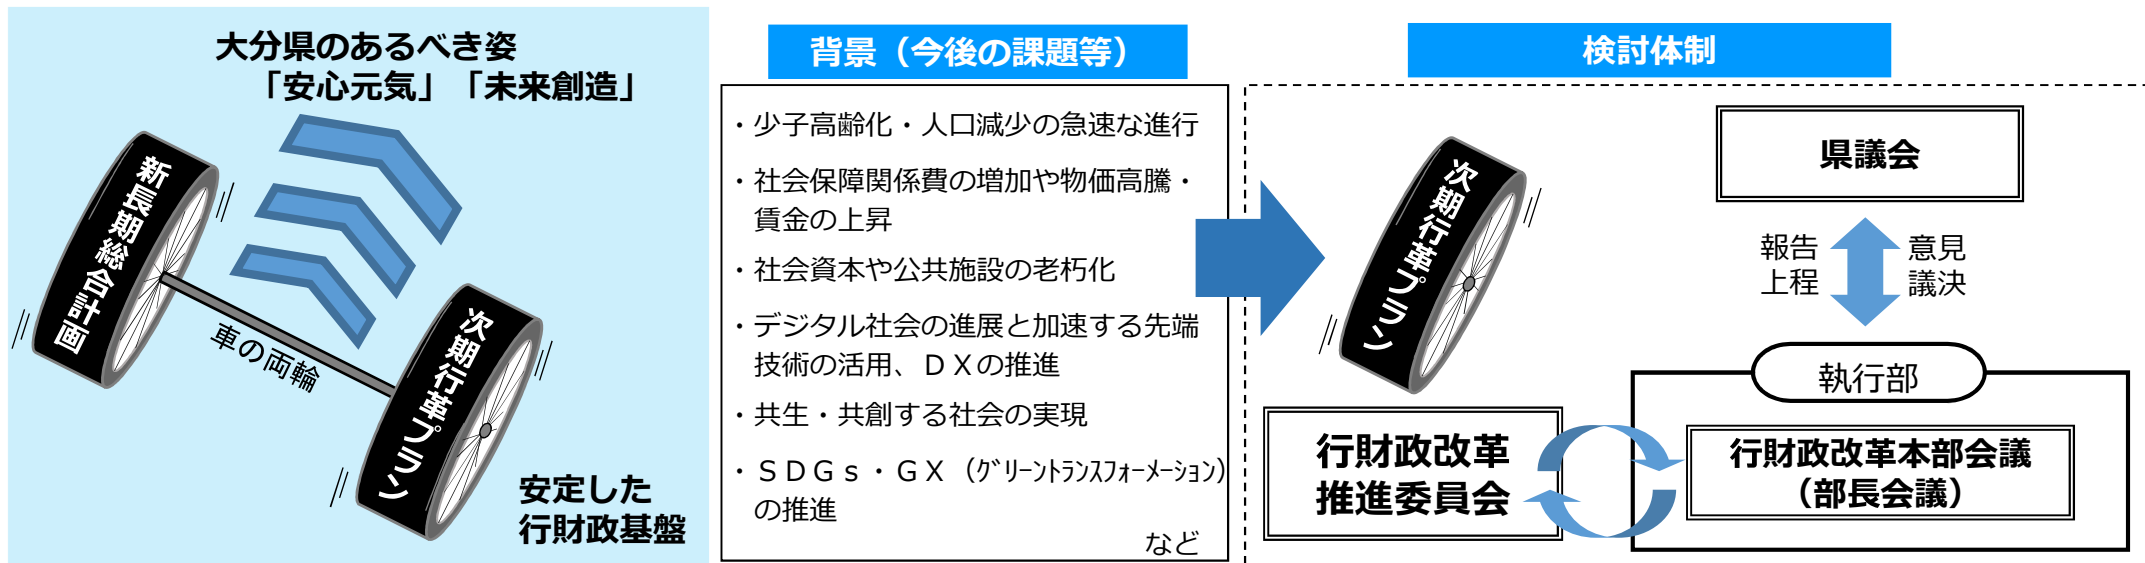 大分県のあるべき姿
「安心元気」「未来創造」
新長期総合計画
車の両輪
次期行革プラン
安定した
行財政基盤
背景（今後の課題等）
・少子高齢化・人口減少の急速な進行
・社会保障関係費の増加や物価高騰・
賃金の上昇
・社会資本や公共施設の老朽化
・デジタル社会の進展と加速する先端
技術の活用、ＤＸの推進
・共生・共創する社会の実現
・ＳＤＧｓ・ＧＸ（ｸﾞﾘｰﾝﾄﾗﾝｽﾌｫｰﾒｰｼｮﾝ）
の推進
など
検討体制
次期行革プラン
県議会
報告
上程
意見
議決
執行部
行財政改革
推進委員会
行財政改革本部会議
（部長会議）